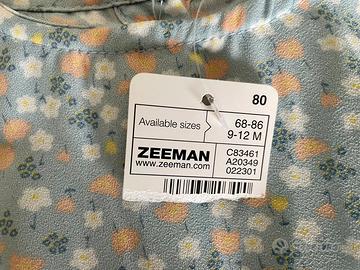 80
Available sizes
68-86
9-12 M
ZEEMAN
www.zeeman.com
C83461
A20349
022301